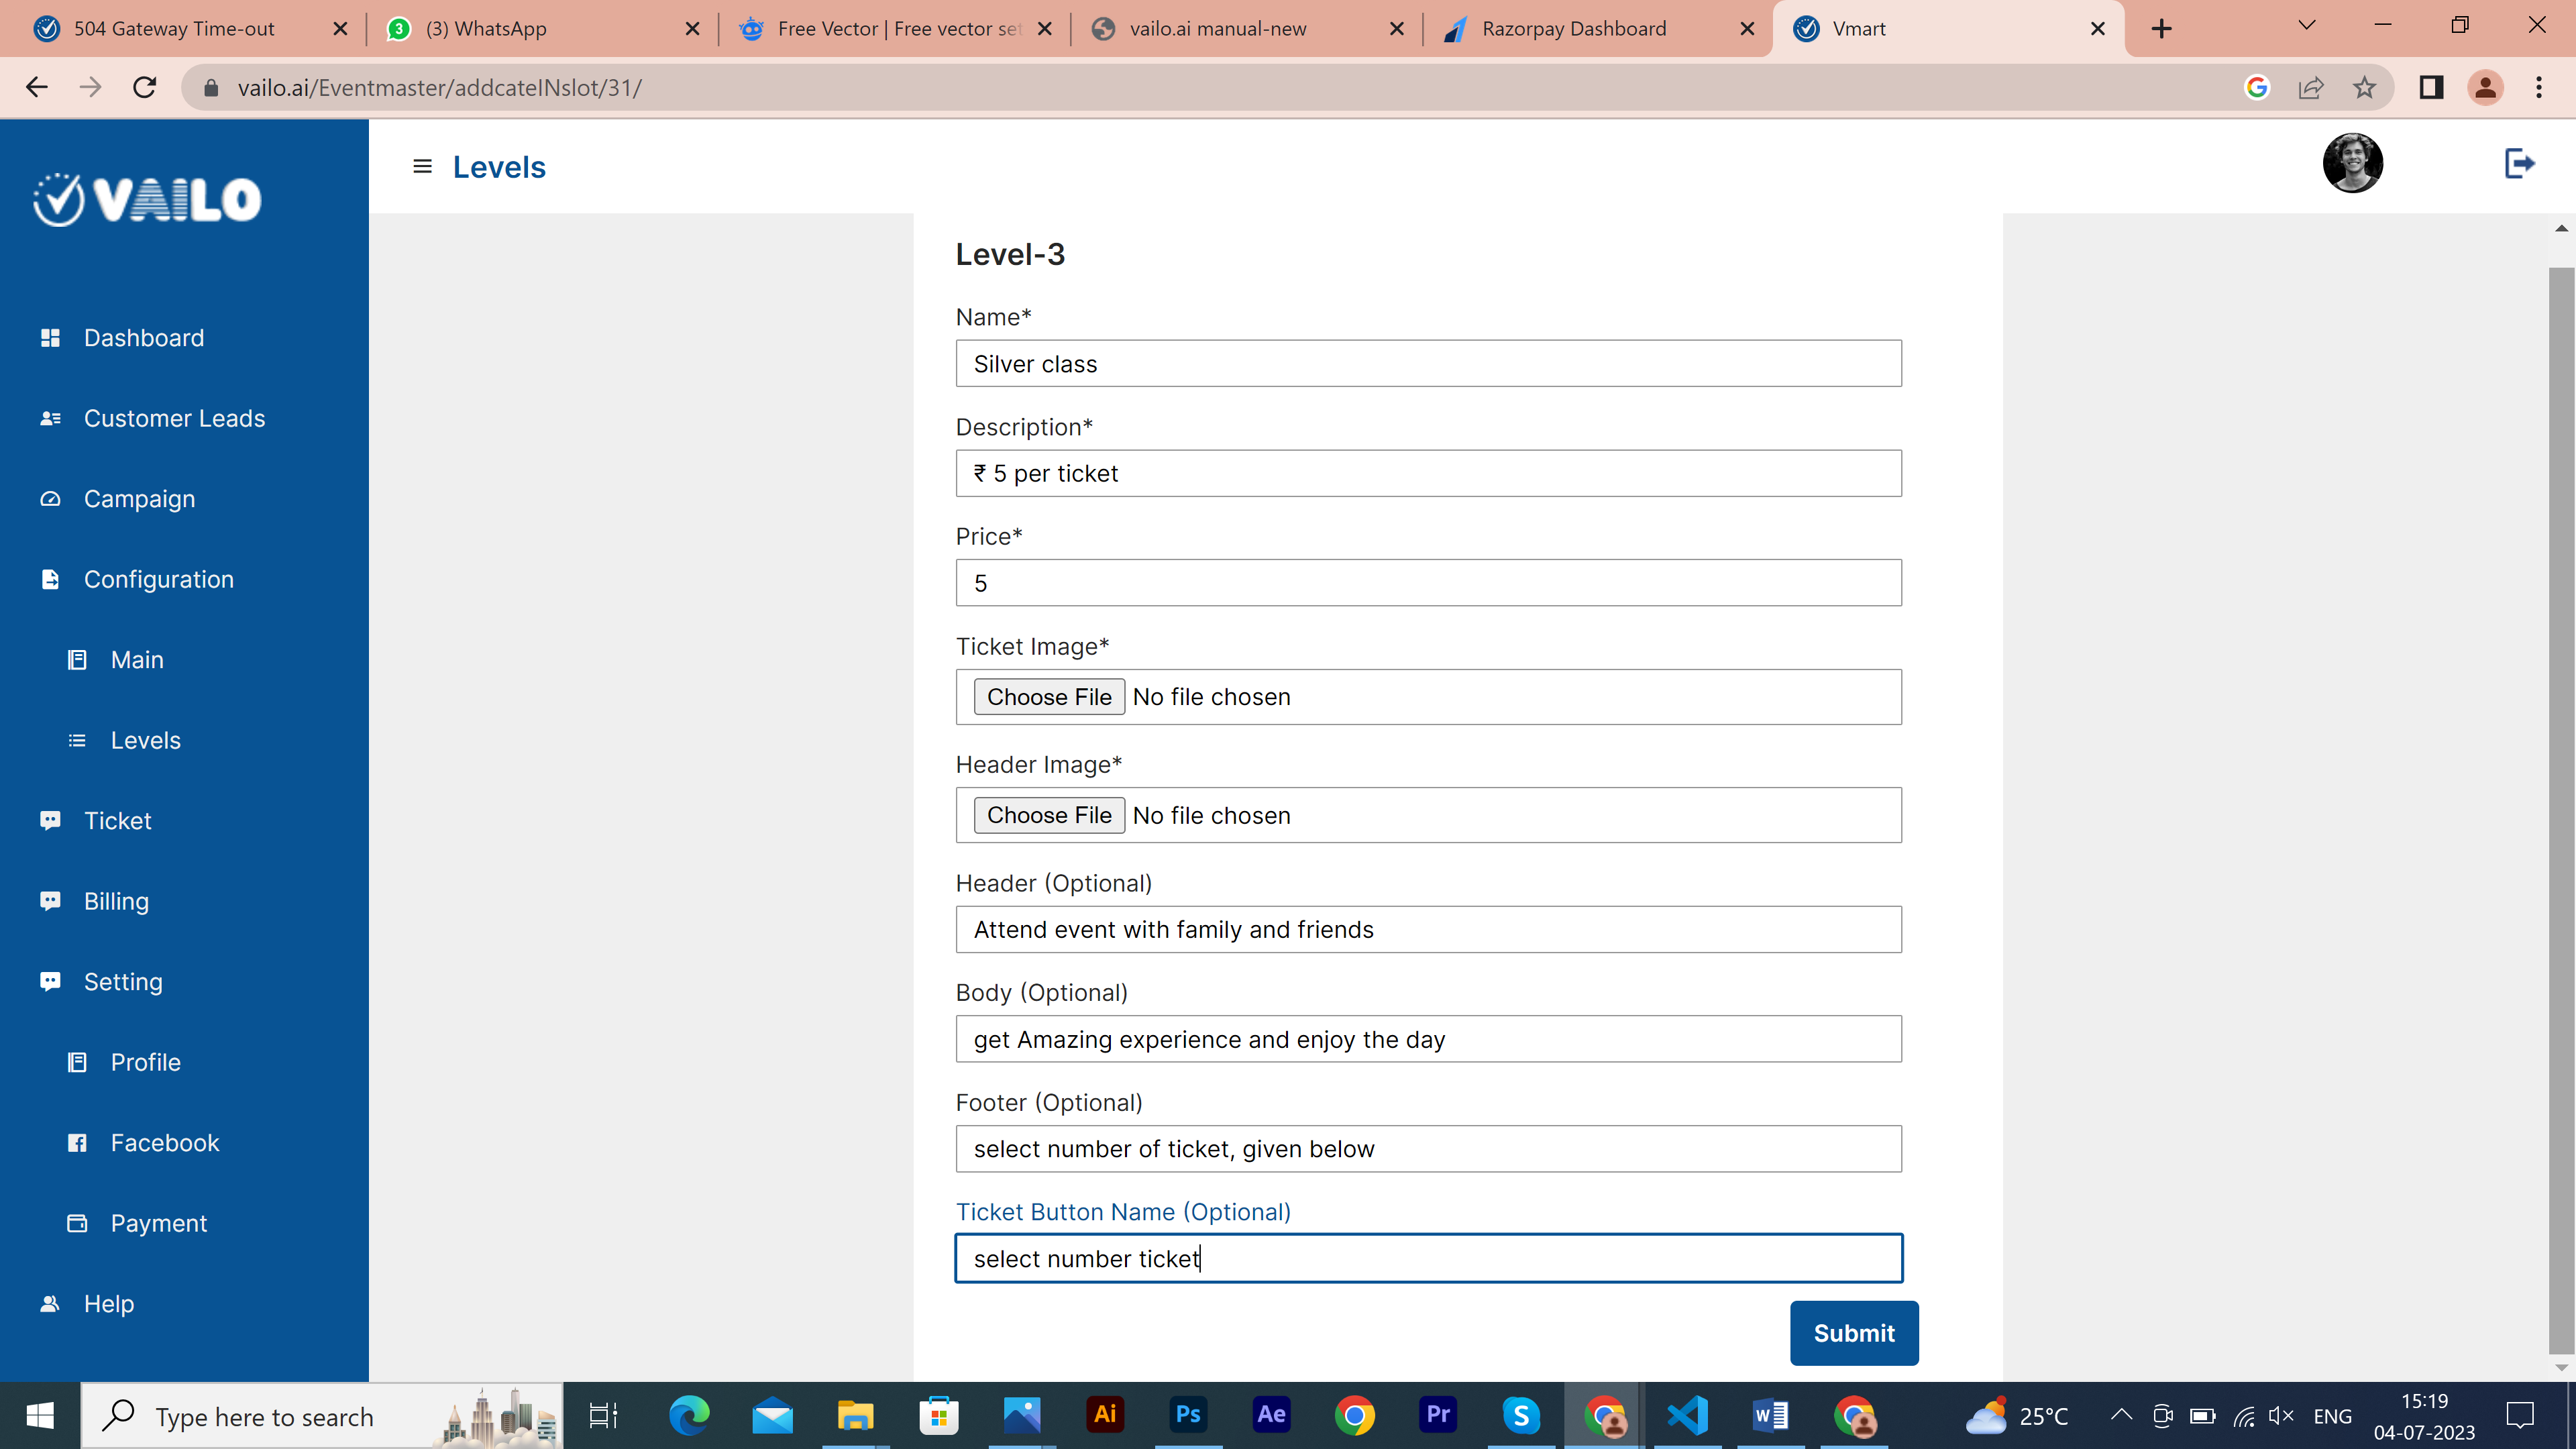 504 Gateway Time-out
(3) WhatsApp
Free Vector | Free vector set
vailo.ai manual-new
Razorpay Dashboard
Vmart
vailo.ai/Eventmaster/addcateINslot/31/
VAILO
Levels
Dashboard
Customer Leads
Campaign
Configuration
Main
Levels
Ticket
Billing
Setting
Profile
Facebook
Payment
Help
Level-3
Name*
Silver class
Description*
₹ 5 per ticket
Price*
5
Ticket Image*
Choose File No file chosen
Header Image*
Choose File No file chosen
Header (Optional)
Attend event with family and friends
Body (Optional)
get Amazing experience and enjoy the day
Footer (Optional)
select number of ticket, given below
Ticket Button Name (Optional)
select number ticket
Submit
Type here to search
Ai
Ps
Ae
Pr
S
W
25°C
ENG
15:19
04-07-2023